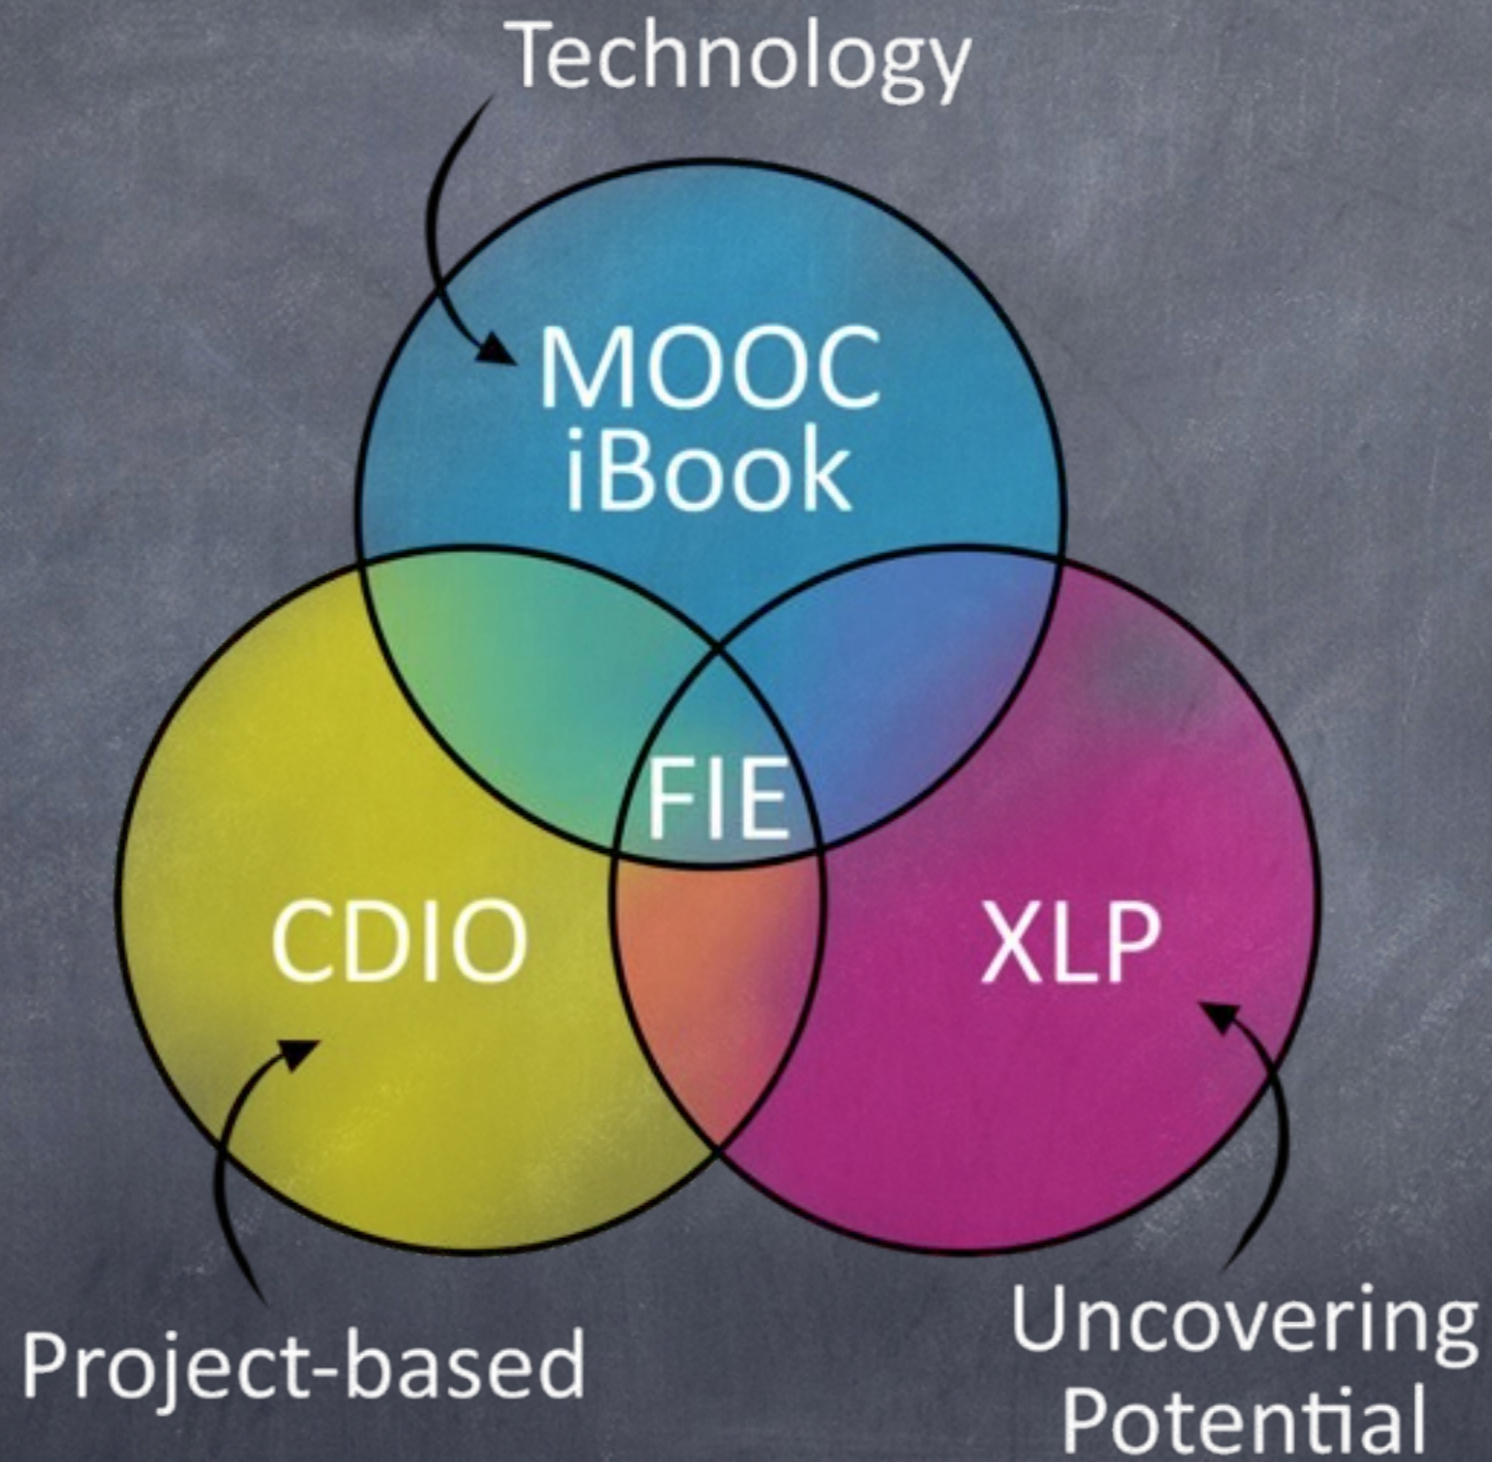 Technology
MOOC
iBook
FIE
CDIO
XLP
Project-based
Uncovering
Potential